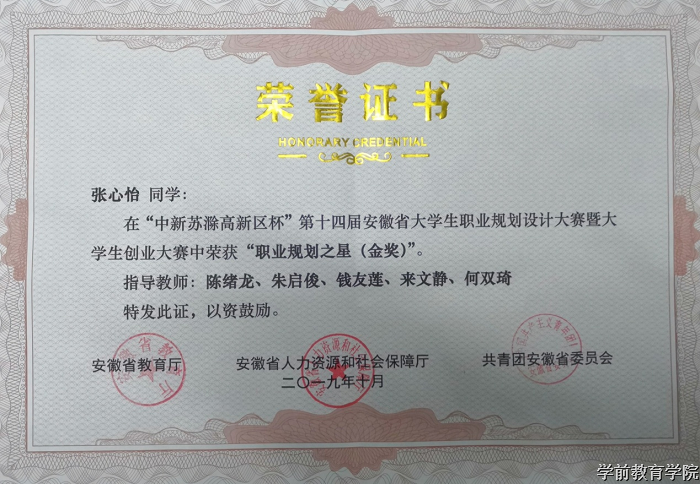 荣誉证书
HONORARY CREDENTIAL
张心怡 同学：
在“中新苏滁高新区杯”第十四届安徽省大学生职业规划设计大赛暨大
学生创业大赛中荣获“职业规划之星（金奖）”。
指导教师：陈绪龙、朱启俊、钱友莲、来文静、何双琦
特发此证，以资鼓励。
安徽省教育厅 安徽省人力资源和社会保障厅 共青团安徽省委员会
二〇一九年十月
学前教育学院